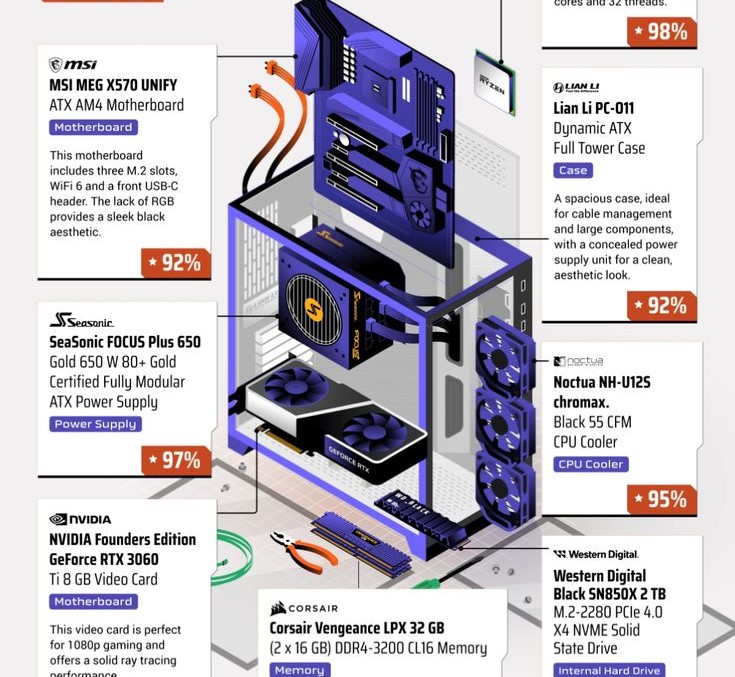 cores and 32 threads.
★ 98%
msi
MSI MEG X570 UNIFY
ATX AM4 Motherboard
Motherboard
This motherboard
includes three M.2 slots,
WiFi 6 and a front USB-C
header. The lack of RGB
provides a sleek black
aesthetic.
★ 92%
RYZEN
LIAN LI
Lian Li PC-O11
Dynamic ATX
Full Tower Case
Case
A spacious case, ideal
for cable management
and large components,
with a concealed power
supply unit for a clean,
aesthetic look.
★ 92%
Seasonic
SeaSonic FOCUS Plus 650
Gold 650 W 80+ Gold
Certified Fully Modular
ATX Power Supply
Power Supply
★ 97%
Seasonic
Seasonic
FOCUS
LIAN LI
GEFORCE RTX
noctua
Noctua NH-U12S
chromax.
Black 55 CFM
CPU Cooler
CPU Cooler
★ 95%
NVIDIA
NVIDIA Founders Edition
GeForce RTX 3060
Ti 8 GB Video Card
Motherboard
This video card is perfect
for 1080p gaming and
offers a solid ray tracing
performance
WD_BLACK
CORSAIR
Corsair Vengeance LPX 32 GB
(2 x 16 GB) DDR4-3200 CL16 Memory
Memory
Western Digital.
Western Digital
Black SN850X 2 TB
M.2-2280 PCIe 4.0
X4 NVME Solid
State Drive
Internal Hard Drive